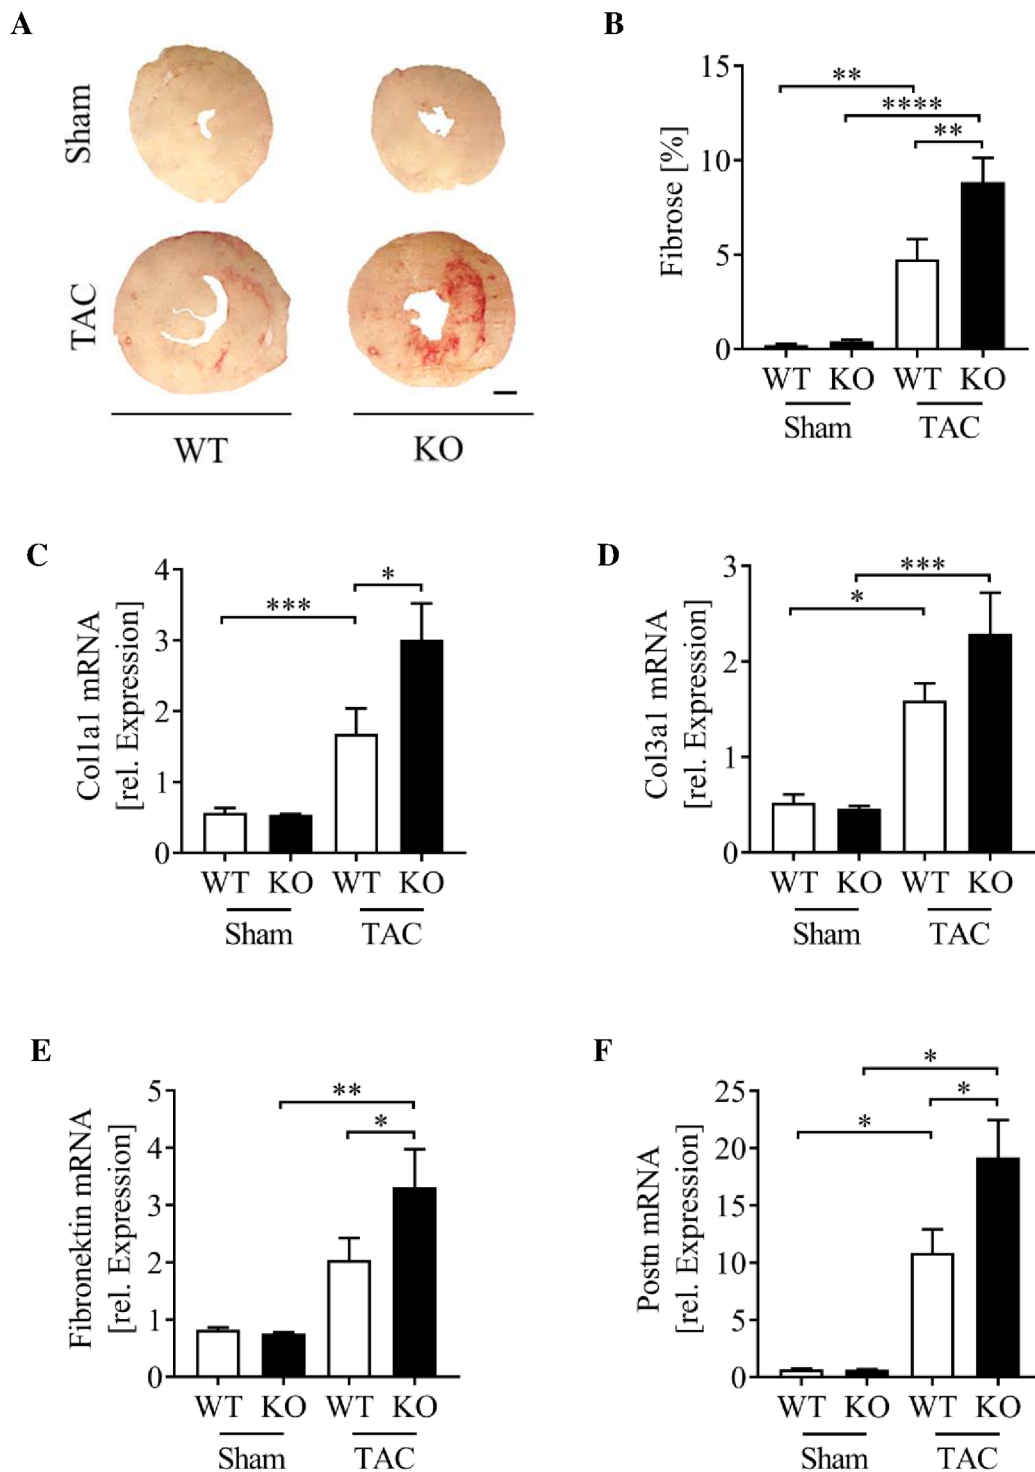 A
Sham
TAC
WT KO
B
Fibrose [%]
15
10
5
0
**
****
**
WT KO WT KO
Sham TAC
C
Col1a1 mRNA
[rel. Expression]
4
3
2
1
0
***
*
WT KO WT KO
Sham TAC
D
Col3a1 mRNA
[rel. Expression]
3
2
1
0
***
*
WT KO WT KO
Sham TAC
E
Fibronektin mRNA
[rel. Expression]
5
4
3
2
1
0
**
*
WT KO WT KO
Sham TAC
F
Postn mRNA
[rel. Expression]
25
20
15
10
5
0
*
*
*
WT KO WT KO
Sham TAC